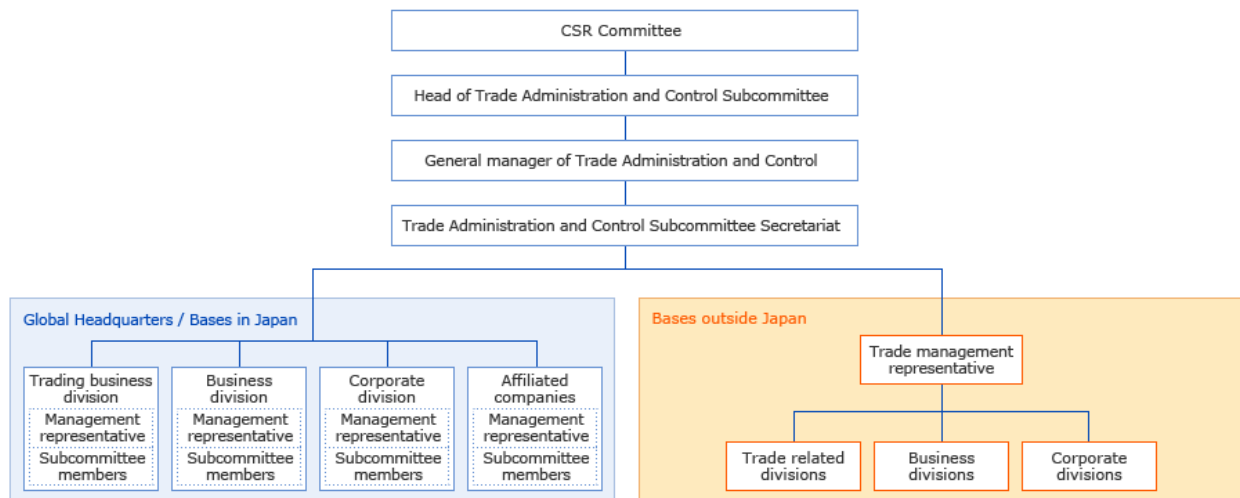 CSR Committee
Head of Trade Administration and Control Subcommittee
General manager of Trade Administration and Control
Trade Administration and Control Subcommittee Secretariat
Global Headquarters / Bases in Japan
Trading business
division
Management
representative
Subcommittee
members
Business
division
Management
representative
Subcommittee
members
Corporate
division
Management
representative
Subcommittee
members
Affiliated
companies
Management
representative
Subcommittee
members
Bases outside Japan
Trade management
representative
Trade related
divisions
Business
divisions
Corporate
divisions